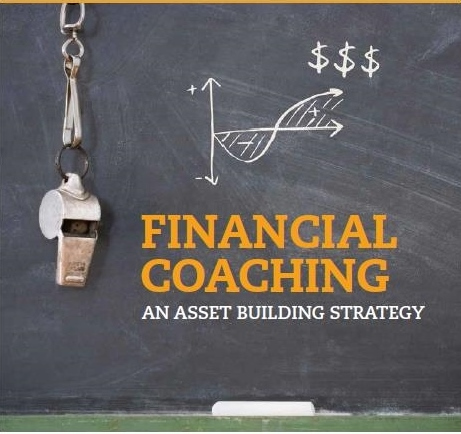 $$$
+
+
-
-
FINANCIAL
COACHING
AN ASSET BUILDING STRATEGY